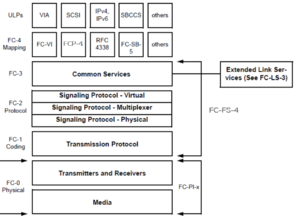 ULPs
VIA
SCSI
IPv4, IPv6
SBCCS
others
FC-4 Mapping
FC-VI
FCP-4
RFC 4338
FC-SB-5
others
FC-3
Common Services
Extended Link Services (See FC-LS-3)
FC-2 Protocol
Signaling Protocol - Virtual
Signaling Protocol - Multiplexer
Signaling Protocol - Physical
FC-FS-4
FC-1 Coding
Transmission Protocol
FC-0 Physical
Transmitters and Receivers
FC-PI-x
Media